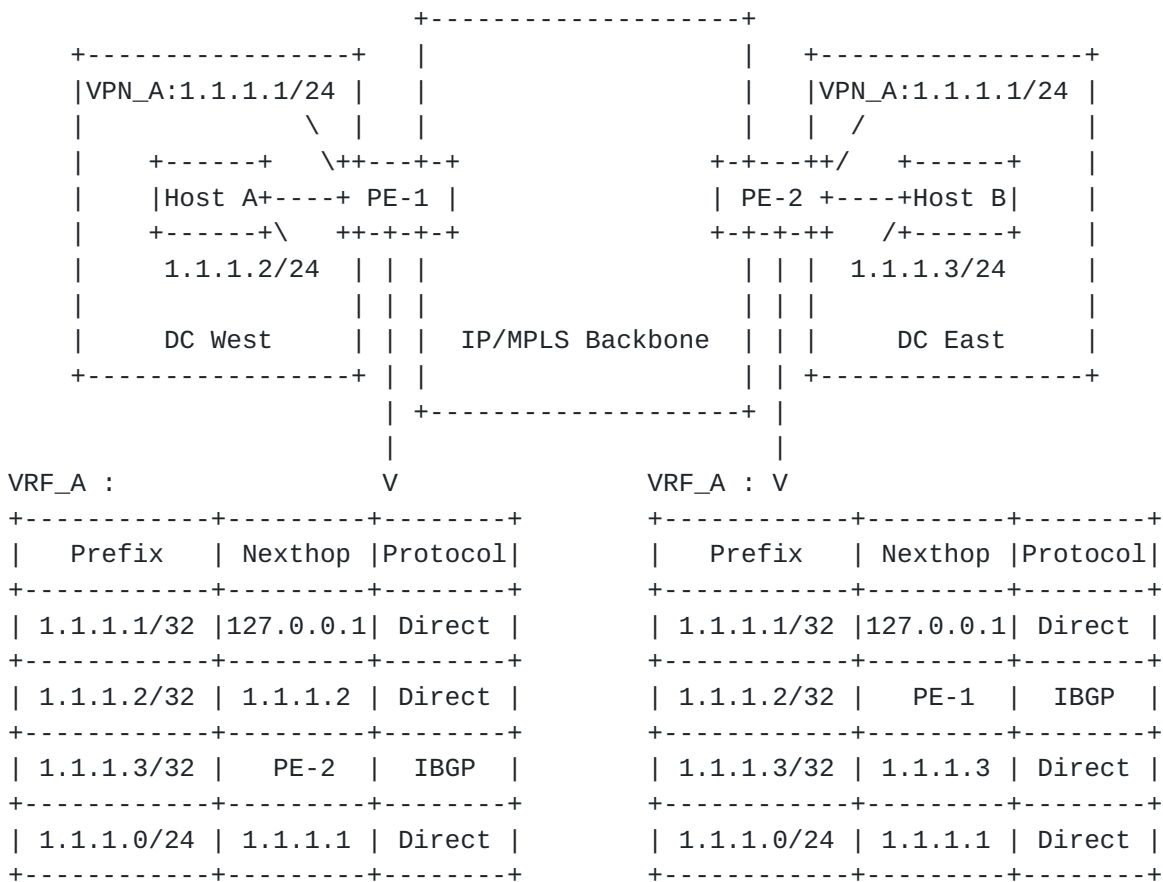 +--------------------+
+-----------------+   |                    |   +-----------------+
|VPN_A:1.1.1.1/24 |   |                    |   |VPN_A:1.1.1.1/24 |
|              \  |   |                    |   |  /              |
|    +------+   \++---+-+                +-+---++/   +------+    |
|    |Host A+----+ PE-1 |                | PE-2 +----+Host B|    |
|    +------+\   ++-+-+-+                +-+-+-++   /+------+    |
|     1.1.1.2/24  | | |                    | | |  1.1.1.3/24     |
|                 | | |                    | | |                 |
|     DC West     | | |  IP/MPLS Backbone  | | |     DC East     |
+-----------------+ | |                    | | +-----------------+
| +--------------------+ |
|                        |
VRF_A :                 V                VRF_A : V
+------------+---------+--------+        +------------+---------+--------+
|   Prefix   | Nexthop |Protocol|        |   Prefix   | Nexthop |Protocol|
+------------+---------+--------+        +------------+---------+--------+
| 1.1.1.1/32 |127.0.0.1| Direct |        | 1.1.1.1/32 |127.0.0.1| Direct |
+------------+---------+--------+        +------------+---------+--------+
| 1.1.1.2/32 | 1.1.1.2 | Direct |        | 1.1.1.2/32 |   PE-1  |  IBGP  |
+------------+---------+--------+        +------------+---------+--------+
| 1.1.1.3/32 |   PE-2  |  IBGP  |        | 1.1.1.3/32 | 1.1.1.3 | Direct |
+------------+---------+--------+        +------------+---------+--------+
| 1.1.1.0/24 | 1.1.1.1 | Direct |        | 1.1.1.0/24 | 1.1.1.1 | Direct |
+------------+---------+--------+        +------------+---------+--------+